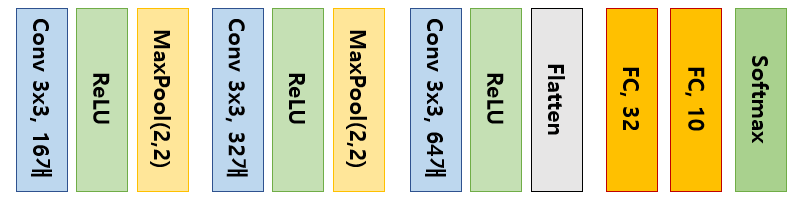 Conv 3x3, 16개
ReLU
MaxPool(2,2)
Conv 3x3, 32개
ReLU
MaxPool(2,2)
Conv 3x3, 64개
ReLU
Flatten
FC, 32
FC, 10
Softmax